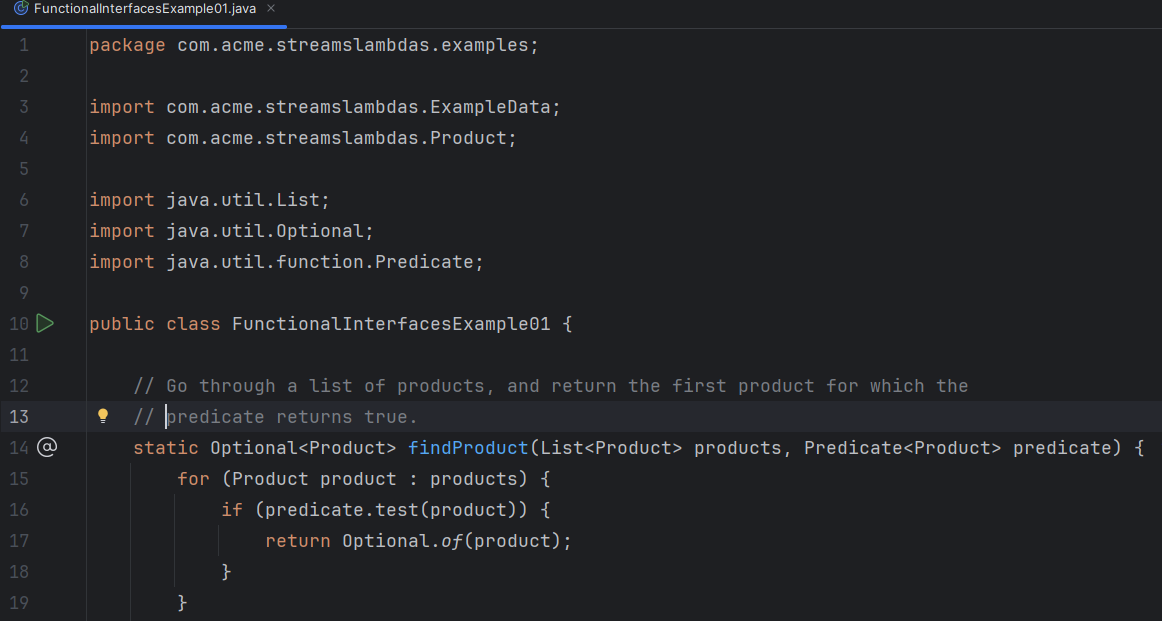 FunctionalInterfacesExample01.java ×
1 package com.acme.streamslambdas.examples;
2
3 import com.acme.streamslambdas.ExampleData;
4 import com.acme.streamslambdas.Product;
5
6 import java.util.List;
7 import java.util.Optional;
8 import java.util.function.Predicate;
9
10 public class FunctionalInterfacesExample01 {
11
12 // Go through a list of products, and return the first product for which the
13 // predicate returns true.
14 @ static Optional<Product> findProduct(List<Product> products, Predicate<Product> predicate) {
15 for (Product product : products) {
16 if (predicate.test(product)) {
17 return Optional.of(product);
18 }
19 }